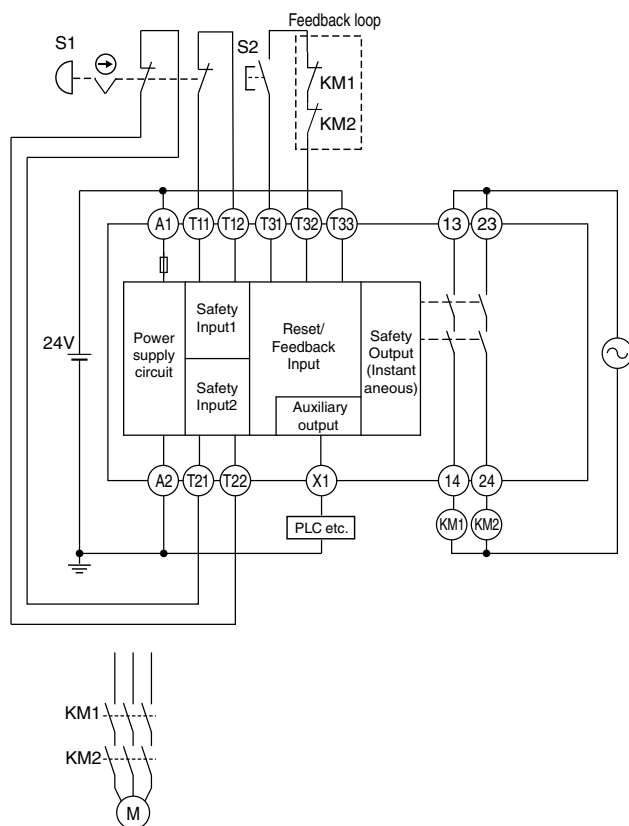 Feedback loop
S1
S2
KM1
KM2
A1
T11
T12
T31
T32
T33
13
23
24V
Power
supply
circuit
Safety
Input1
Safety
Input2
Reset/
Feedback
Input
Auxiliary
output
Safety
Output
(Instant
aneous)
A2
T21
T22
X1
14
24
PLC etc.
KM1
KM2
KM1
KM2
M